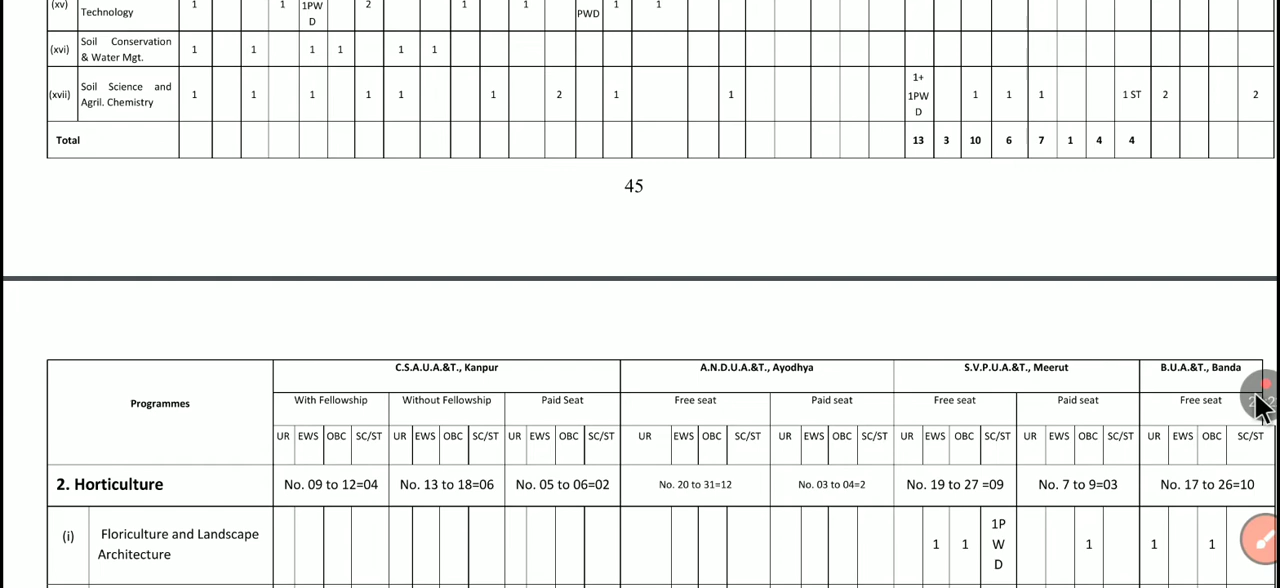 (xv) Technology 1 1 1PWD 2 1 1 PWD 1 1
(xvi) Soil Conservation & Water Mgt. 1 1 1 1 1 1
(xvii) Soil Science and Agril. Chemistry 1 1 1 1 1 1 2 1 1 1+ 1PWD 1 1 1 1 ST 2 2
Total 13 3 10 6 7 1 4 4
45
Programmes
C.S.A.U.A.&T., Kanpur A.N.D.U.A.&T., Ayodhya S.V.P.U.A.&T., Meerut B.U.A.&T., Banda
With Fellowship Without Fellowship Paid Seat Free seat Paid seat Free seat Paid seat Free seat
UR EWS OBC SC/ST UR EWS OBC SC/ST UR EWS OBC SC/ST UR EWS OBC SC/ST UR EWS OBC SC/ST UR EWS OBC SC/ST UR EWS OBC SC/ST UR EWS OBC SC/ST
2. Horticulture No. 09 to 12=04 No. 13 to 18=06 No. 05 to 06=02 No. 20 to 31=12 No. 03 to 04=2 No. 19 to 27 =09 No. 7 to 9=03 No. 17 to 26=10
(i) Floriculture and Landscape Architecture 1 1 1PWD 1 1 1